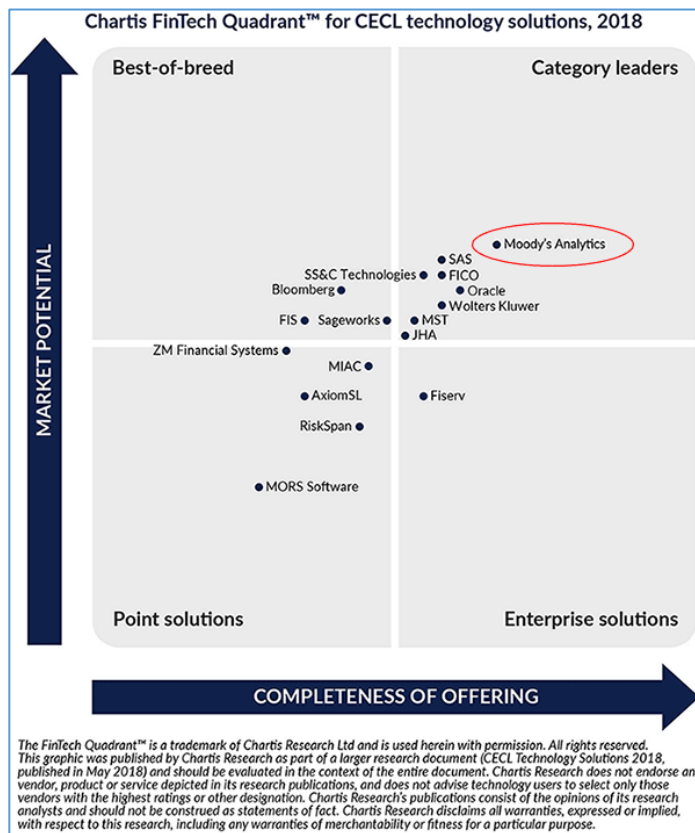 Chartis FinTech Quadrant™ for CECL technology solutions, 2018
Best-of-breed
Category leaders
Moody's Analytics
SAS
SS&C Technologies
FICO
Bloomberg
Oracle
Wolters Kluwer
FIS
Sageworks
MST
JHA
ZM Financial Systems
MIAC
AxiomSL
Fiserv
RiskSpan
MORS Software
Point solutions
Enterprise solutions
MARKET POTENTIAL
COMPLETENESS OF OFFERING
The FinTech Quadrant™ is a trademark of Chartis Research Ltd and is used herein with permission. All rights reserved.
This graphic was published by Chartis Research as part of a larger research document (CECL Technology Solutions 2018,
published in May 2018) and should be evaluated in the context of the entire document. Chartis Research does not endorse an
vendor, product or service depicted in its research publications, and does not advise technology users to select only those
vendors with the highest ratings or other designation. Chartis Research's publications consist of the opinions of its research
analysts and should not be construed as statements of fact. Chartis Research disclaims all warranties, expressed or implied,
with respect to this research, including any warranties of merchantability or fitness for a particular purpose.